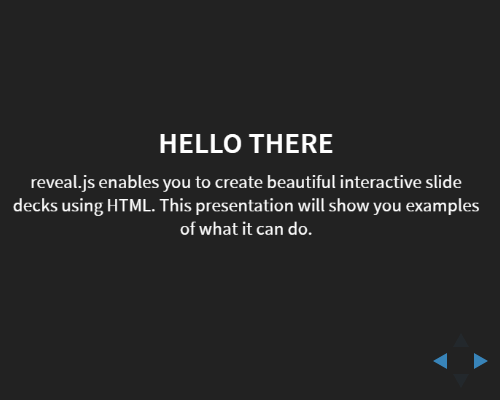 HELLO THERE
reveal.js enables you to create beautiful interactive slide
decks using HTML. This presentation will show you examples
of what it can do.